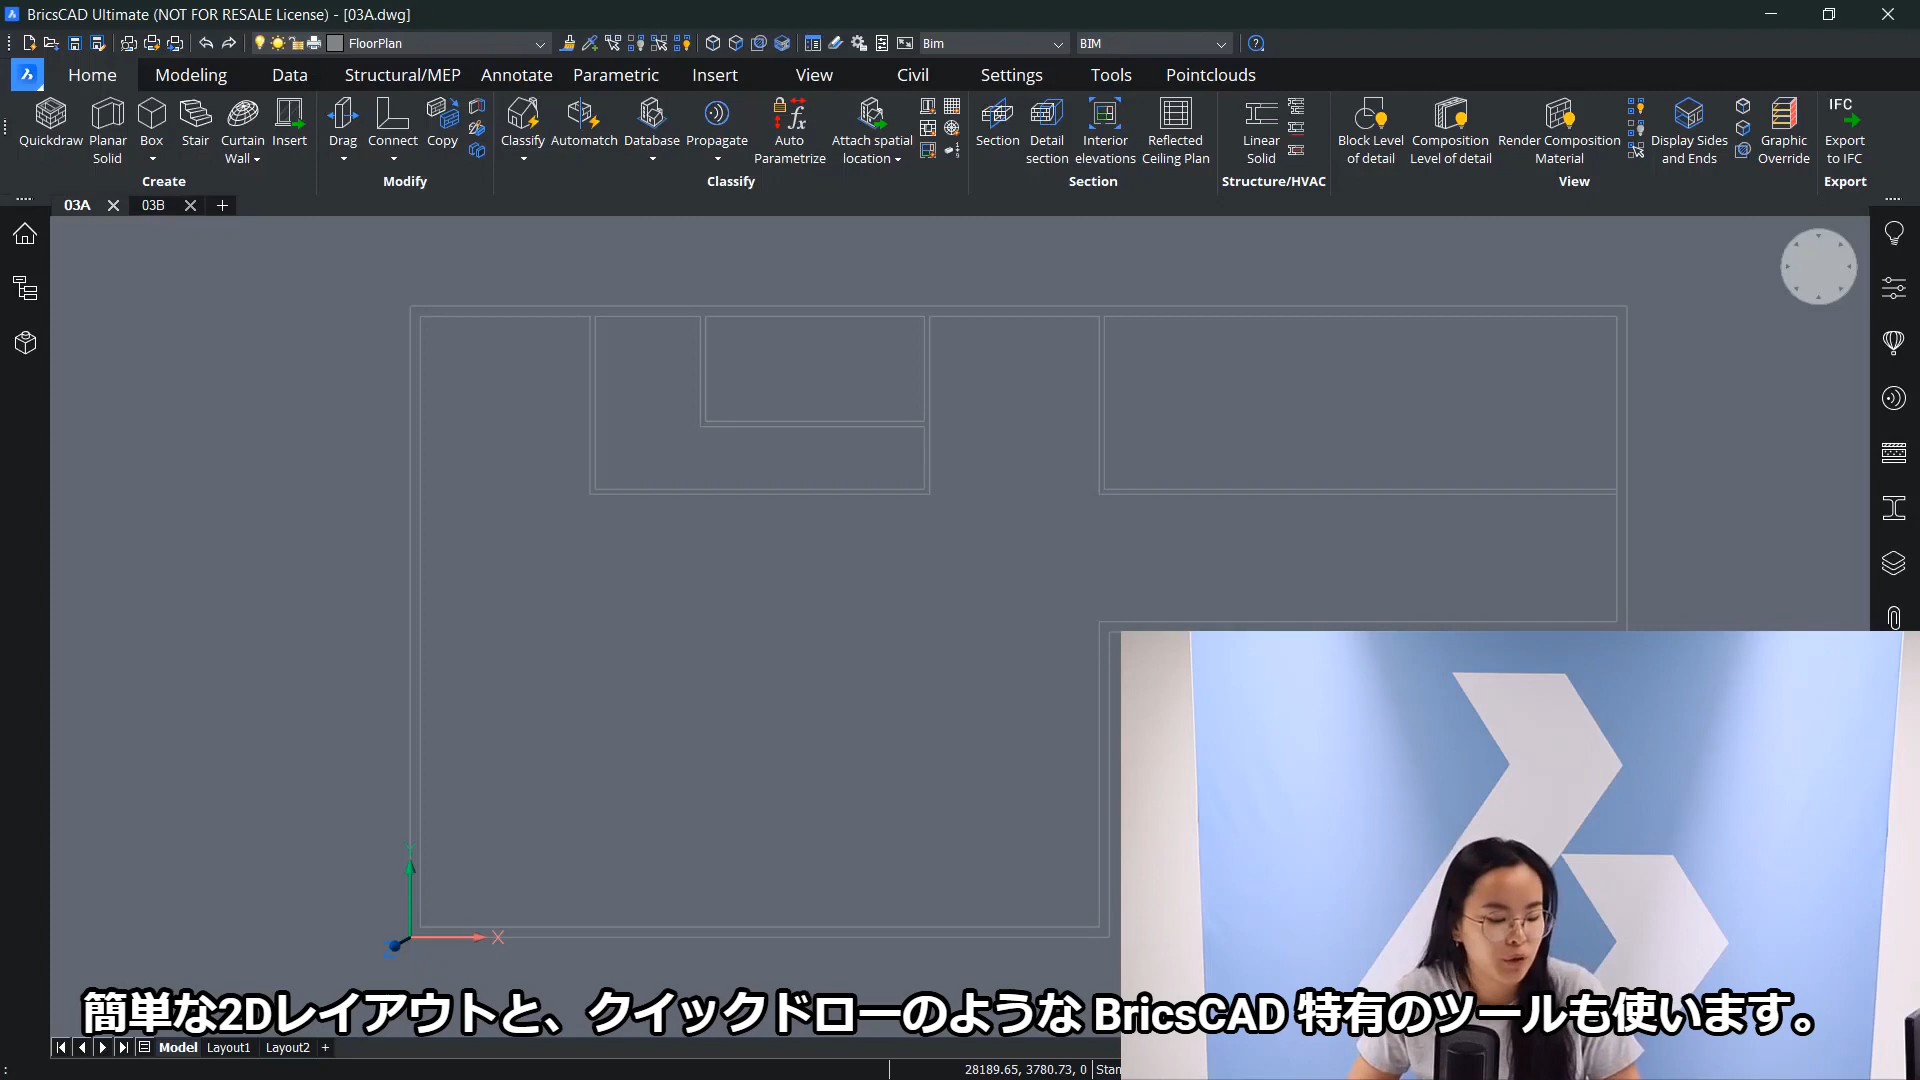 BricsCAD Ultimate (NOT FOR RESALE License) - [03A.dwg]
FloorPlan
Bim
BIM
Home Modeling Data Structural/MEP Annotate Parametric Insert View Civil Settings Tools Pointclouds
Quickdraw Planar Solid Box Stair Curtain Wall Insert
Drag Connect Copy
Classify Automatch Database Propagate Auto Parametrize Attach spatial location
Section Detail section Interior elevations Reflected Ceiling Plan
Linear Solid
Block Level of detail Composition Level of detail Render Composition Material Display Sides and Ends Graphic Override
IFC
Export to IFC
Create Modify Classify Section Structure/HVAC View Export
03A 03B
Y
X
簡単な2Dレイアウトと、クイックドローのような BricsCAD 特有のツールも使います。
Model Layout1 Layout2 +
:
28189.65, 3780.73, 0 Stan